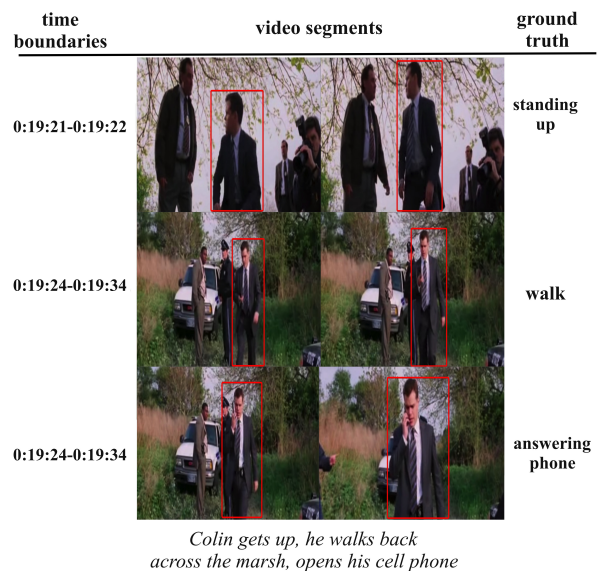 time boundaries
video segments
ground truth
0:19:21-0:19:22
standing up
0:19:24-0:19:34
walk
0:19:24-0:19:34
answering phone
Colin gets up, he walks back
across the marsh, opens his cell phone